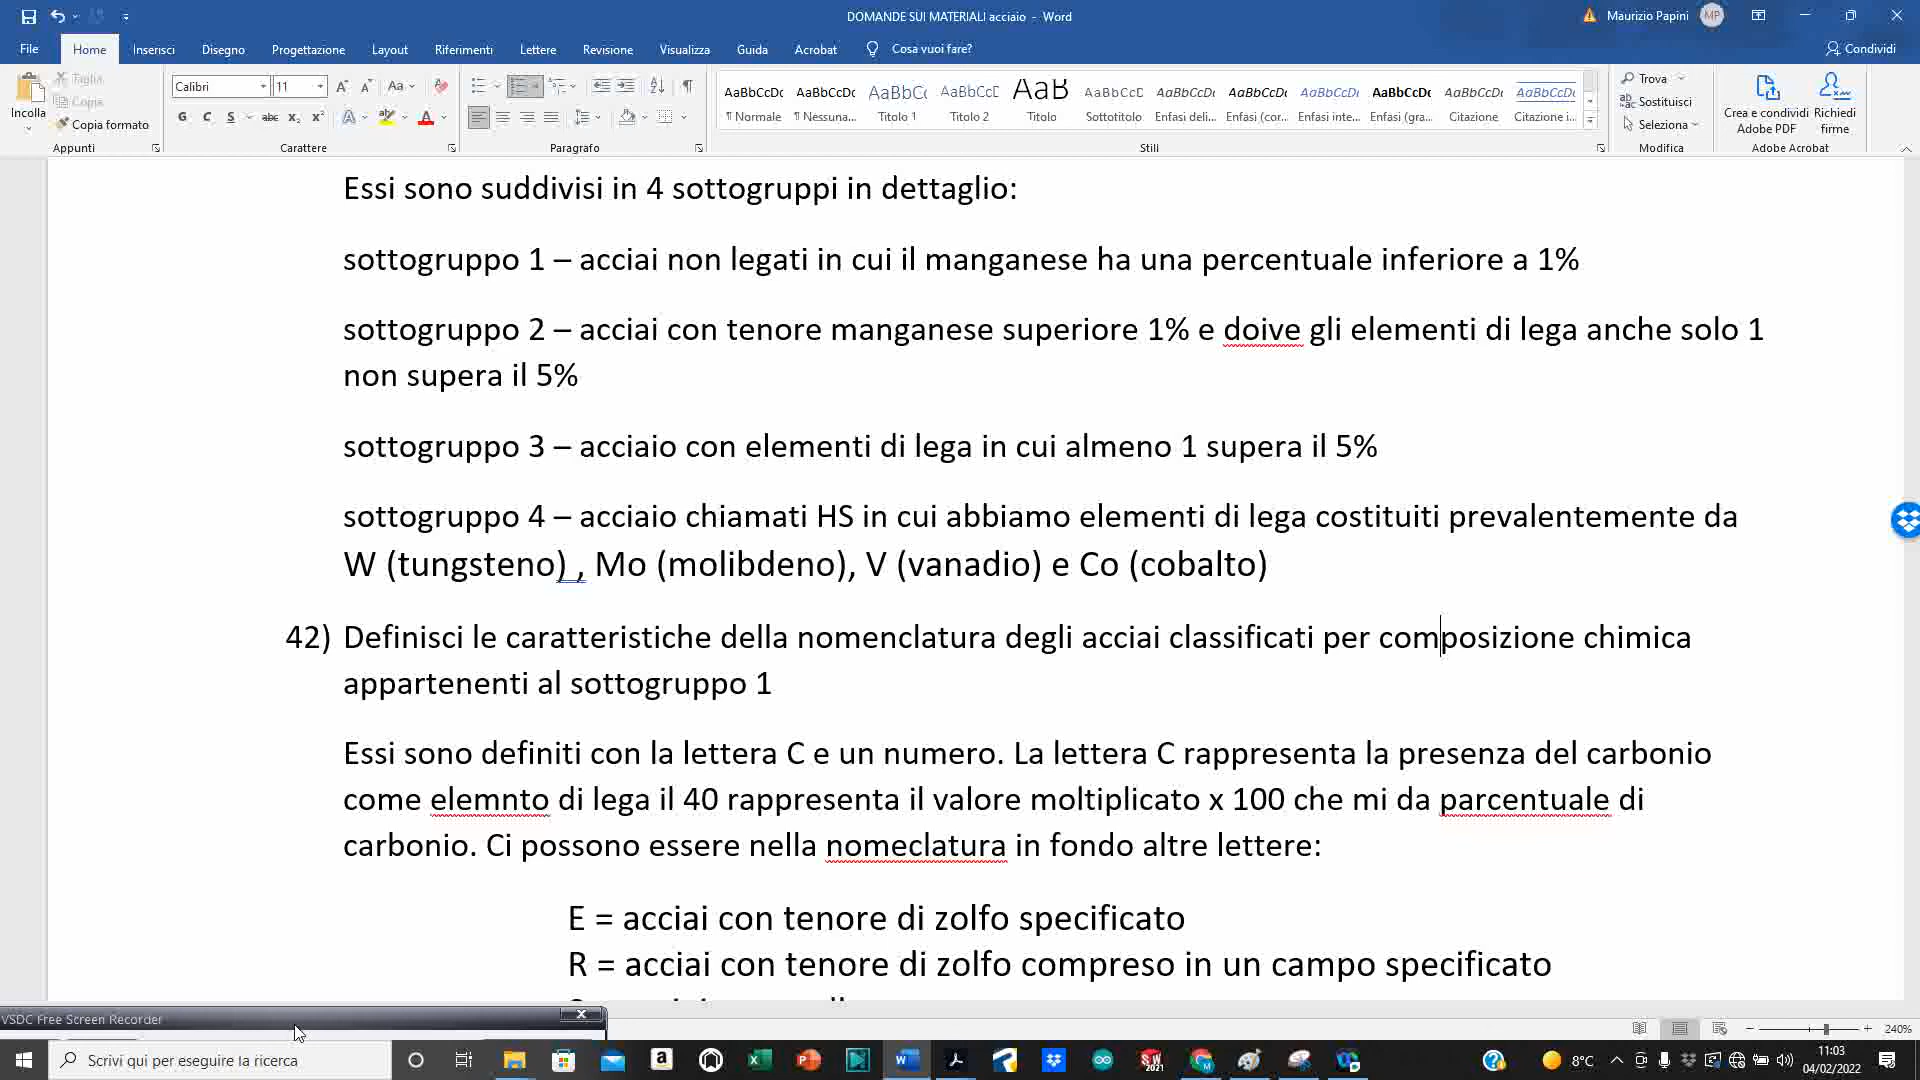 DOMANDE SUI MATERIALI acciaio - Word
Maurizio Papini
MP
File Home Inserisci Disegno Progettazione Layout Riferimenti Lettere Revisione Visualizza Guida Acrobat Cosa vuoi fare?
Condividi
Incolla
Taglia
Copia
Copia formato
Appunti
Calibri 11
G C S abc
Carattere
Paragrafo
AaBbCcDc AaBbCcDc AaBbCc AaBbCcC AaB AaBbCcC AaBbCcDc AaBbCcDc AaBbCcDc AaBbCcDc AaBbCcDc AaBbCcDc
¶ Normale ¶ Nessuna... Titolo 1 Titolo 2 Titolo Sottotitolo Enfasi deli... Enfasi (cor... Enfasi inte... Enfasi (gra... Citazione Citazione i...
Stili
Trova
Sostituisci
Seleziona
Modifica
Crea e condividi Adobe PDF
Richiedi firme
Adobe Acrobat
Essi sono suddivisi in 4 sottogruppi in dettaglio:
sottogruppo 1 – acciai non legati in cui il manganese ha una percentuale inferiore a 1%
sottogruppo 2 – acciai con tenore manganese superiore 1% e doive gli elementi di lega anche solo 1
non supera il 5%
sottogruppo 3 – acciaio con elementi di lega in cui almeno 1 supera il 5%
sottogruppo 4 – acciaio chiamati HS in cui abbiamo elementi di lega costituiti prevalentemente da
W (tungsteno) , Mo (molibdeno), V (vanadio) e Co (cobalto)
42) Definisci le caratteristiche della nomenclatura degli acciai classificati per composizione chimica
appartenenti al sottogruppo 1
Essi sono definiti con la lettera C e un numero. La lettera C rappresenta la presenza del carbonio
come elemnto di lega il 40 rappresenta il valore moltiplicato x 100 che mi da parcentuale di
carbonio. Ci possono essere nella nomeclatura in fondo altre lettere:
E = acciai con tenore di zolfo specificato
R = acciai con tenore di zolfo compreso in un campo specificato
VSDC Free Screen Recorder
240%
Scrivi qui per eseguire la ricerca
8°C
11:03
04/02/2022